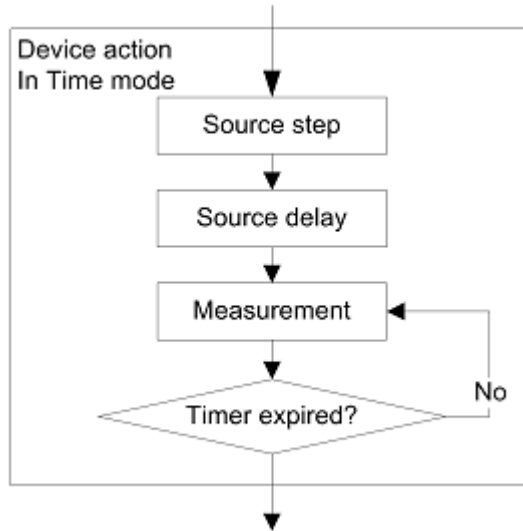 Device action
In Time mode
Source step
Source delay
Measurement
Timer expired?
No